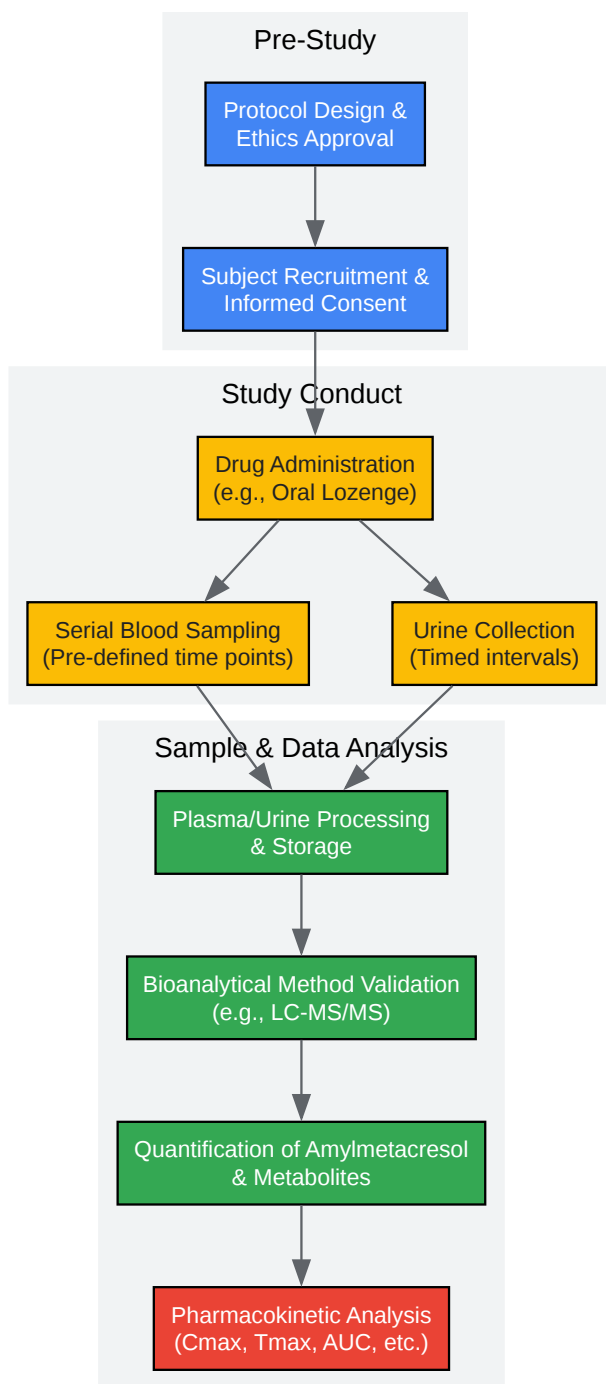 Pre-Study
Protocol Design &
Ethics Approval
Subject Recruitment &
Informed Consent
Study Conduct
Drug Administration
(e.g., Oral Lozenge)
Serial Blood Sampling
(Pre-defined time points)
Urine Collection
(Timed intervals)
Sample & Data Analysis
Plasma/Urine Processing
& Storage
Bioanalytical Method Validation
(e.g., LC-MS/MS)
Quantification of Amylmetacresol
& Metabolites
Pharmacokinetic Analysis
(Cmax, Tmax, AUC, etc.)